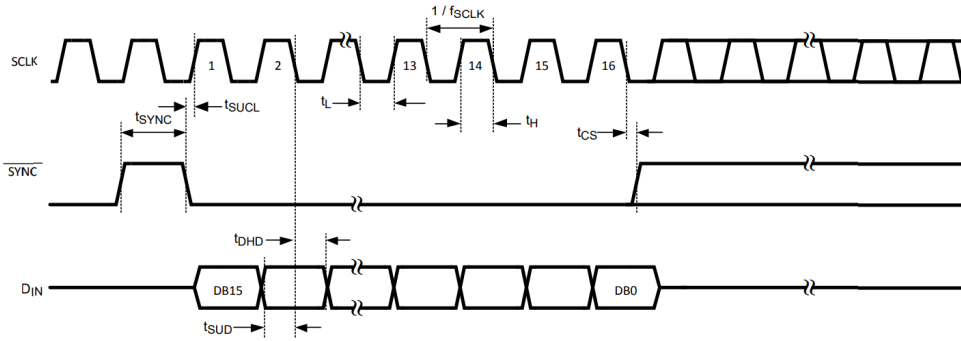 1 / fSCLK
SCLK
1 2 13 14 15 16
tL
tSUCL
tSYNC
tH
tCS
SYNC
tDHD
DIN
DB15 DB0
tSUD